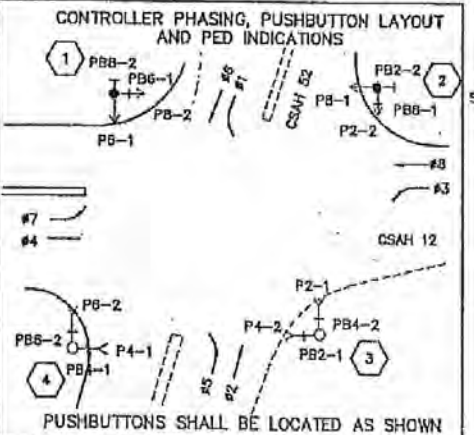 CONTROLLER PHASING, PUSHBUTTON LAYOUT
AND PED INDICATIONS
1
PB8-2
PB6-1
P8-2
P6-1
ø6
ø1
CSAH 52
PB2-2
2
P8-1
PB8-1
P2-2
ø8
ø3
ø7
ø4
CSAH 12
P6-2
PB6-2
P4-1
PB4-1
4
P2-1
P4-2
PB4-2
PB2-1
3
ø5
ø2
PUSHBUTTONS SHALL BE LOCATED AS SHOWN